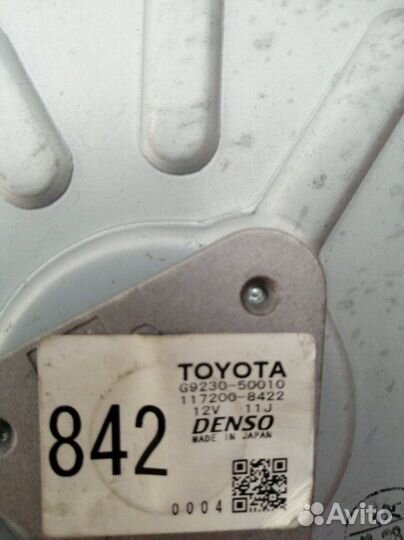 TOYOTA
G9230-50010
117200-8422
12V 11J
842
DENSO
MADE IN JAPAN
0004
Avito